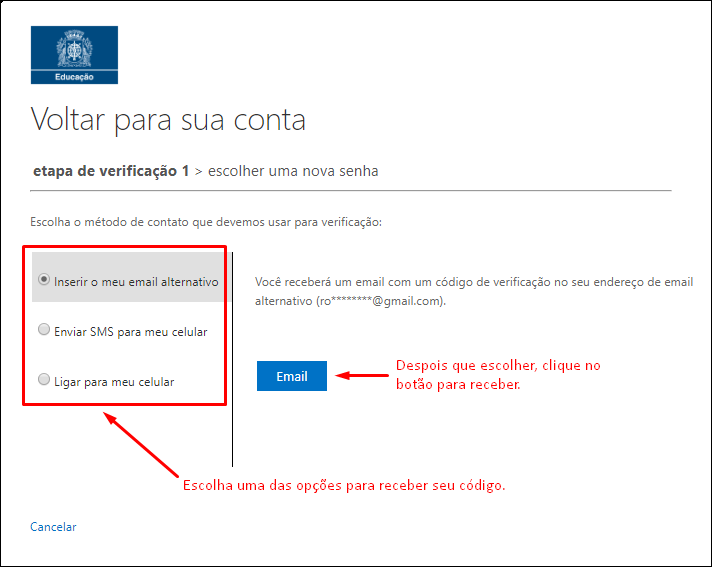 Educação
Voltar para sua conta
etapa de verificação 1 > escolher uma nova senha
Escolha o método de contato que devemos usar para verificação:
Inserir o meu email alternativo
Enviar SMS para meu celular
Ligar para meu celular
Você receberá um email com um código de verificação no seu endereço de email
alternativo (ro********@gmail.com).
Email
Despois que escolher, clique no
botão para receber.
Escolha uma das opções para receber seu código.
Cancelar